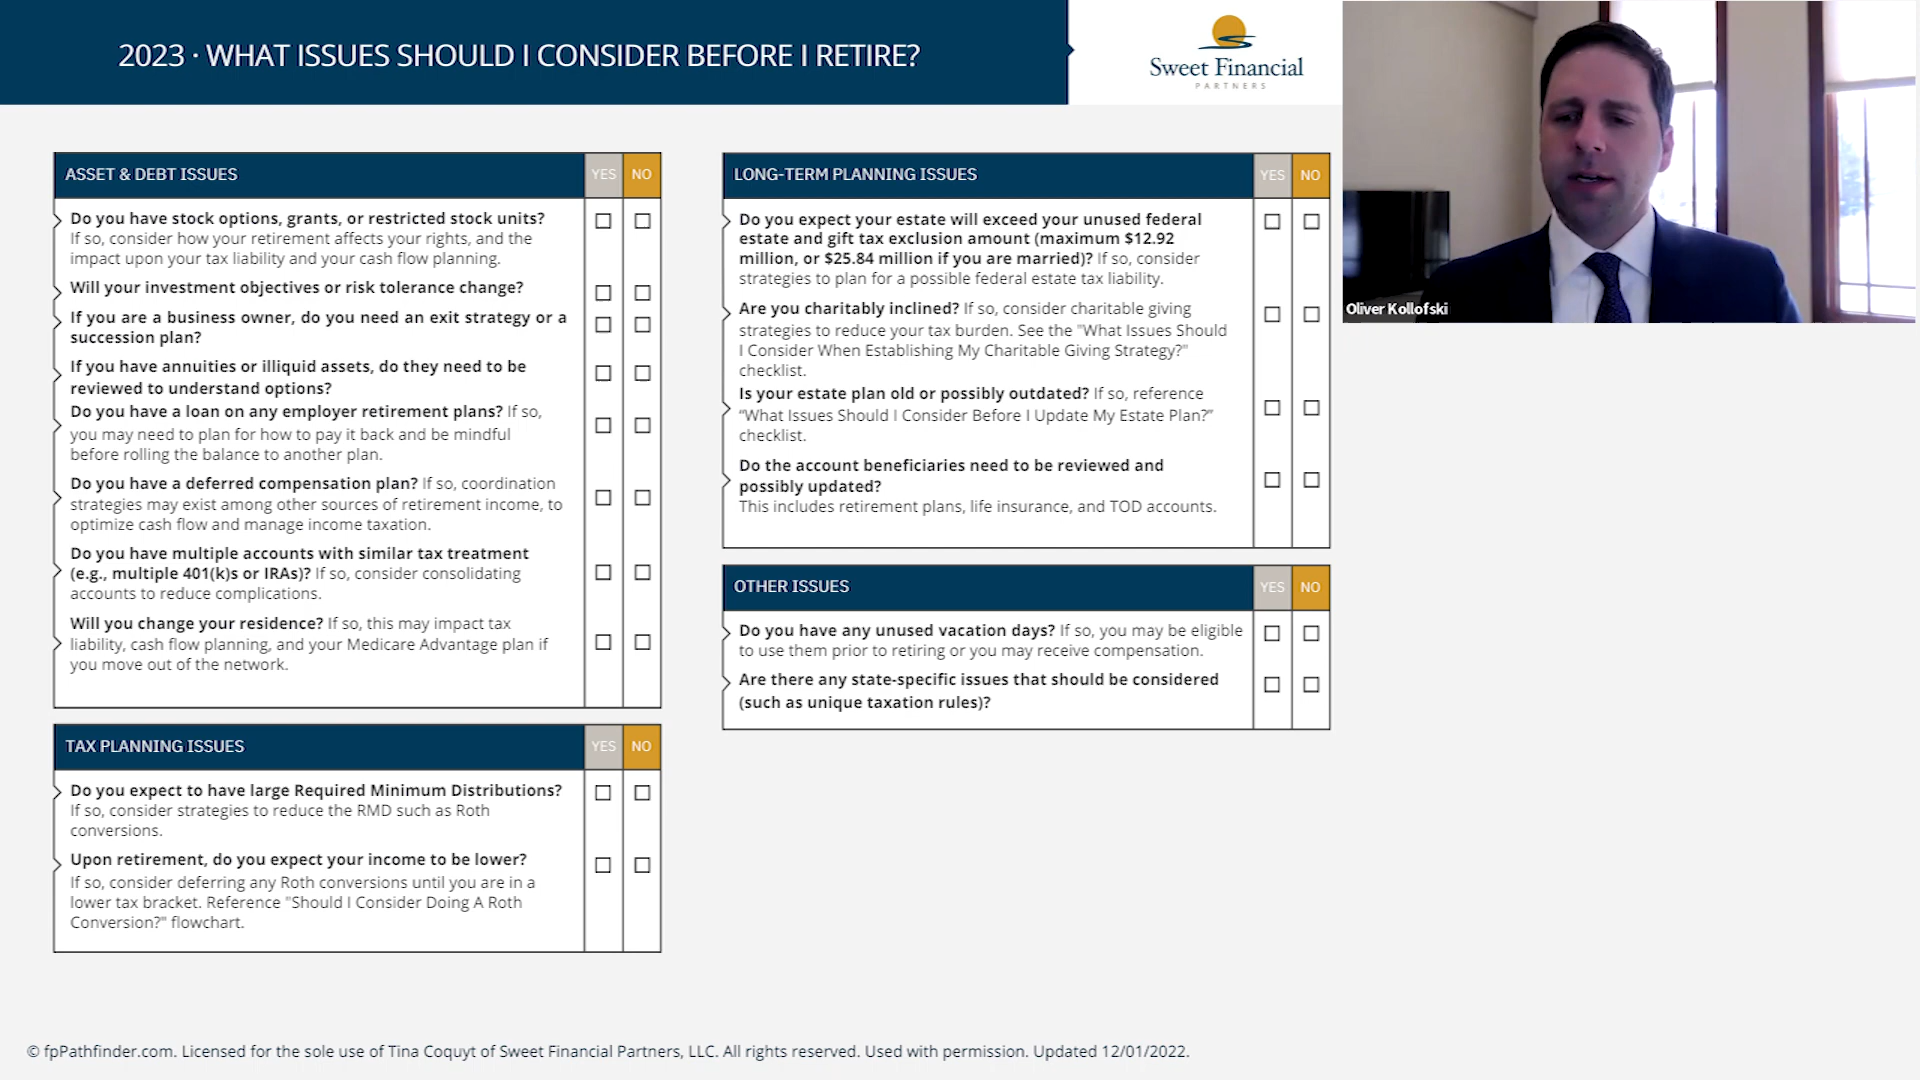 2023 · WHAT ISSUES SHOULD I CONSIDER BEFORE I RETIRE?
Sweet Financial
PARTNERS
Oliver Kollofski
ASSET & DEBT ISSUES YES NO
Do you have stock options, grants, or restricted stock units?
If so, consider how your retirement affects your rights, and the
impact upon your tax liability and your cash flow planning.
Will your investment objectives or risk tolerance change?
If you are a business owner, do you need an exit strategy or a
succession plan?
If you have annuities or illiquid assets, do they need to be
reviewed to understand options?
Do you have a loan on any employer retirement plans? If so,
you may need to plan for how to pay it back and be mindful
before rolling the balance to another plan.
Do you have a deferred compensation plan? If so, coordination
strategies may exist among other sources of retirement income, to
optimize cash flow and manage income taxation.
Do you have multiple accounts with similar tax treatment
(e.g., multiple 401(k)s or IRAs)? If so, consider consolidating
accounts to reduce complications.
Will you change your residence? If so, this may impact tax
liability, cash flow planning, and your Medicare Advantage plan if
you move out of the network.
TAX PLANNING ISSUES YES NO
Do you expect to have large Required Minimum Distributions?
If so, consider strategies to reduce the RMD such as Roth
conversions.
Upon retirement, do you expect your income to be lower?
If so, consider deferring any Roth conversions until you are in a
lower tax bracket. Reference "Should I Consider Doing A Roth
Conversion?" flowchart.
LONG-TERM PLANNING ISSUES YES NO
Do you expect your estate will exceed your unused federal
estate and gift tax exclusion amount (maximum $12.92
million, or $25.84 million if you are married)? If so, consider
strategies to plan for a possible federal estate tax liability.
Are you charitably inclined? If so, consider charitable giving
strategies to reduce your tax burden. See the "What Issues Should
I Consider When Establishing My Charitable Giving Strategy?"
checklist.
Is your estate plan old or possibly outdated? If so, reference
“What Issues Should I Consider Before I Update My Estate Plan?”
checklist.
Do the account beneficiaries need to be reviewed and
possibly updated?
This includes retirement plans, life insurance, and TOD accounts.
OTHER ISSUES YES NO
Do you have any unused vacation days? If so, you may be eligible
to use them prior to retiring or you may receive compensation.
Are there any state-specific issues that should be considered
(such as unique taxation rules)?
© fpPathfinder.com. Licensed for the sole use of Tina Coquyt of Sweet Financial Partners, LLC. All rights reserved. Used with permission. Updated 12/01/2022.